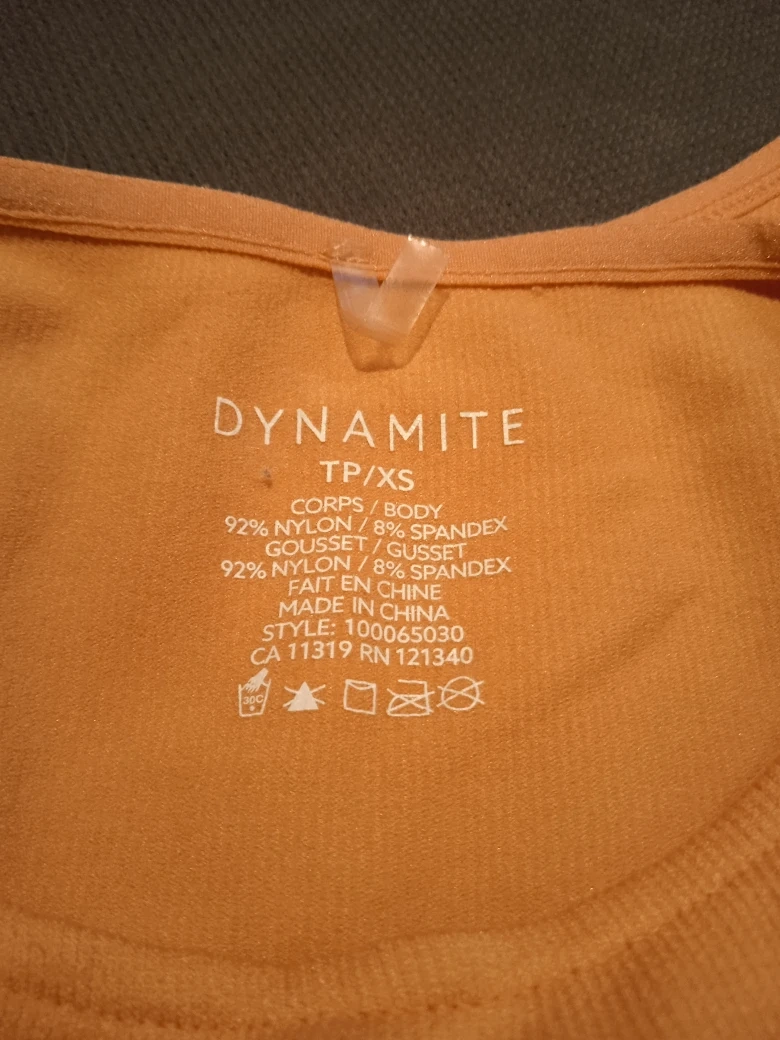 DYNAMITE
TP/XS
CORPS / BODY
92% NYLON / 8% SPANDEX
GOUSSET / GUSSET
92% NYLON / 8% SPANDEX
FAIT EN CHINE
MADE IN CHINA
STYLE: 100065030
CA 11319 RN 121340
30C